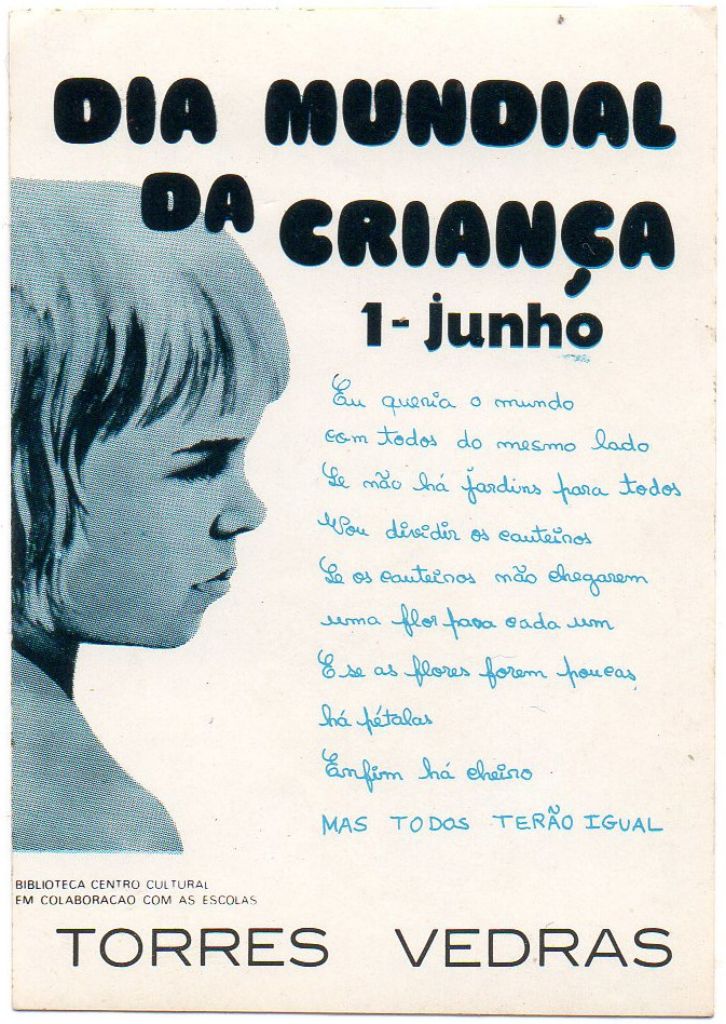 DIA MUNDIAL
DA CRIANÇA
1 - junho
Eu queria o mundo
com todos do mesmo lado
Se não há jardins para todos
Vou dividir os canteiros
Se os canteiros não chegarem
uma flor para cada um
E se as flores forem poucas,
há pétalas
Enfim há cheiro
MAS TODOS TERÃO IGUAL
BIBLIOTECA CENTRO CULTURAL
EM COLABORACAO COM AS ESCOLAS
TORRES VEDRAS